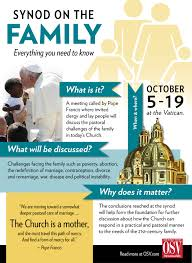 SYNOD ON THE
FAMILY
Everything you need to know
What is it?
A meeting called by Pope
Francis where invited
clergy and lay people will
discuss the pastoral
challenges of the family in
today's Church.
When & where?
OCTOBER
5-19
at the Vatican.
What will be discussed?
Challenges facing the family such as poverty, abortion,
the redefinition of marriage, contraception, divorce
and remarriage, war, disease and political instability.
"We are moving toward a somewhat
deeper pastoral care of marriage. ...
The Church is a mother,
and she must travel this path of mercy. And
find a form of mercy for all."
– Pope Francis
Why does it matter?
The conclusions reached at the synod
will help form the foundation for further
discussion about how the Church should
respond in a pastoral manner to the
needs of the 21st-century family.
Read more at OSV.com
OSV